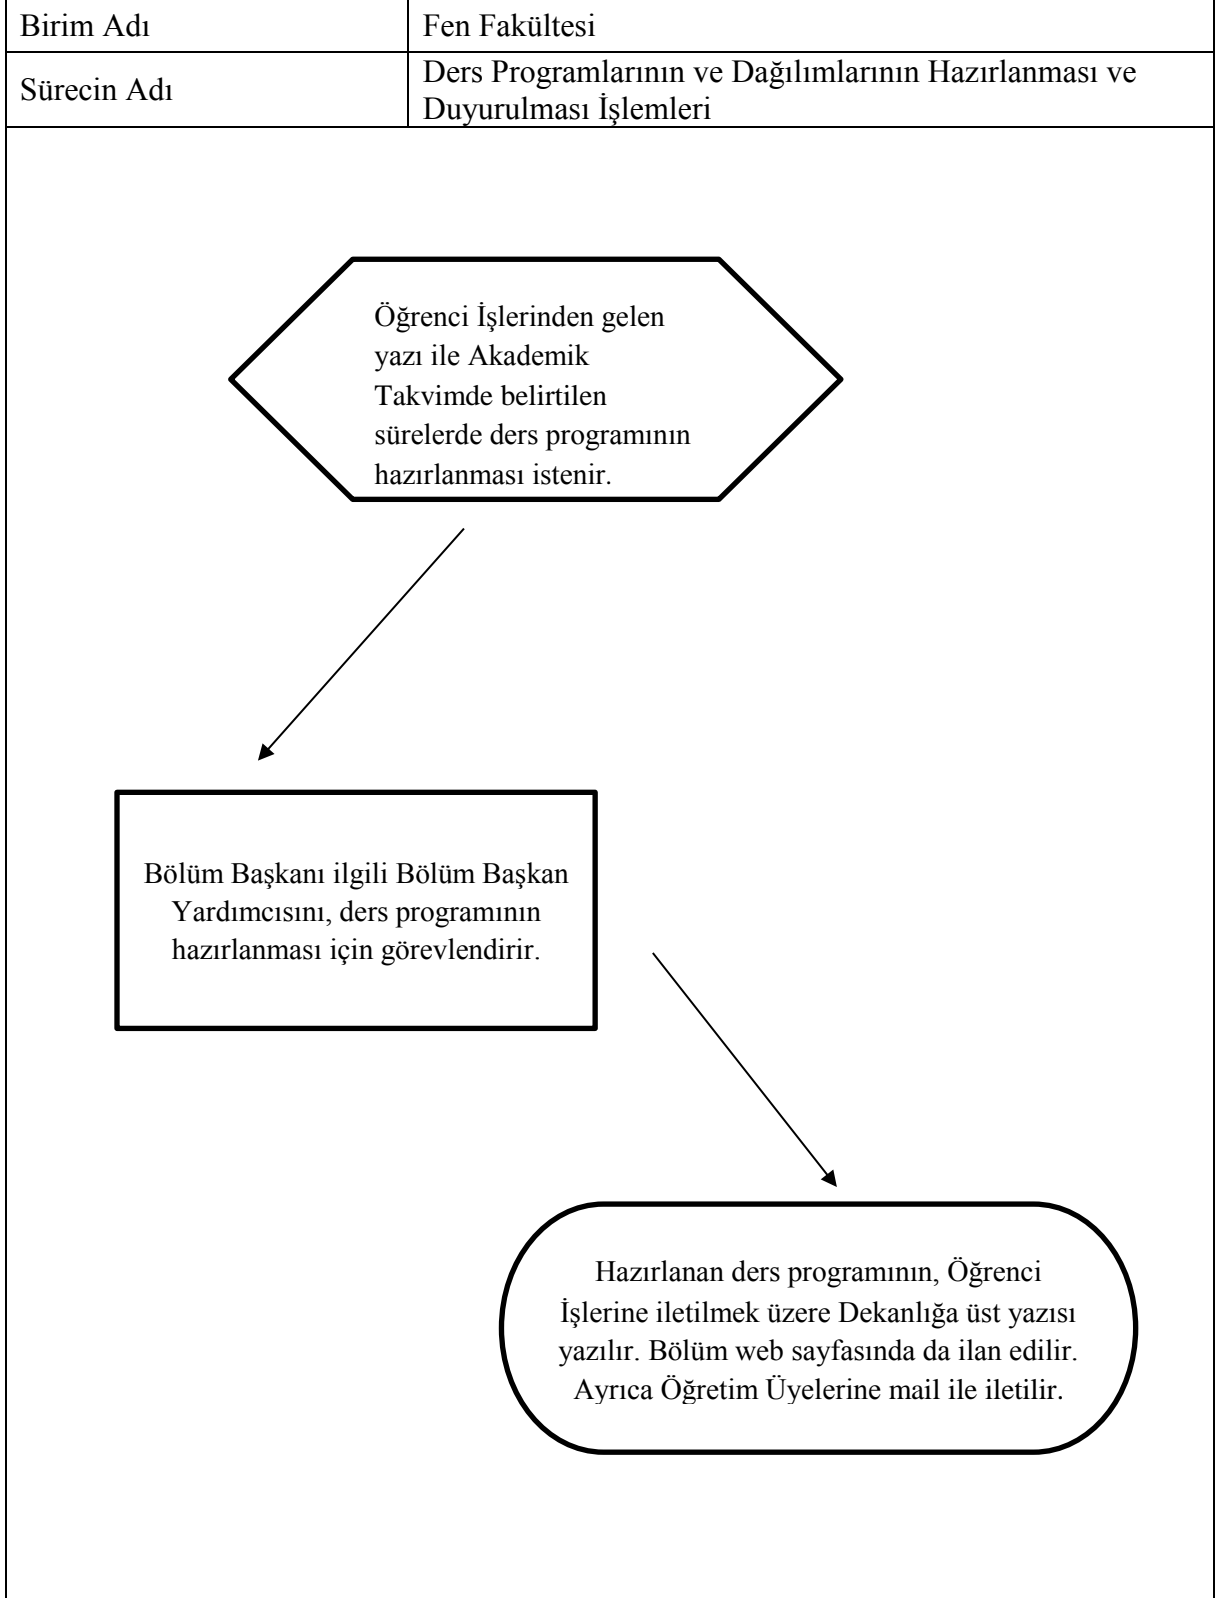 Birim Adı
Fen Fakültesi
Sürecin Adı
Ders Programlarının ve Dağılımlarının Hazırlanması ve
Duyurulması İşlemleri
Öğrenci İşlerinden gelen
yazı ile Akademik
Takvimde belirtilen
sürelerde ders programının
hazırlanması istenir.
Bölüm Başkanı ilgili Bölüm Başkan
Yardımcısını, ders programının
hazırlanması için görevlendirir.
Hazırlanan ders programının, Öğrenci
İşlerine iletilmek üzere Dekanlığa üst yazısı
yazılır. Bölüm web sayfasında da ilan edilir.
Ayrıca Öğretim Üyelerine mail ile iletilir.